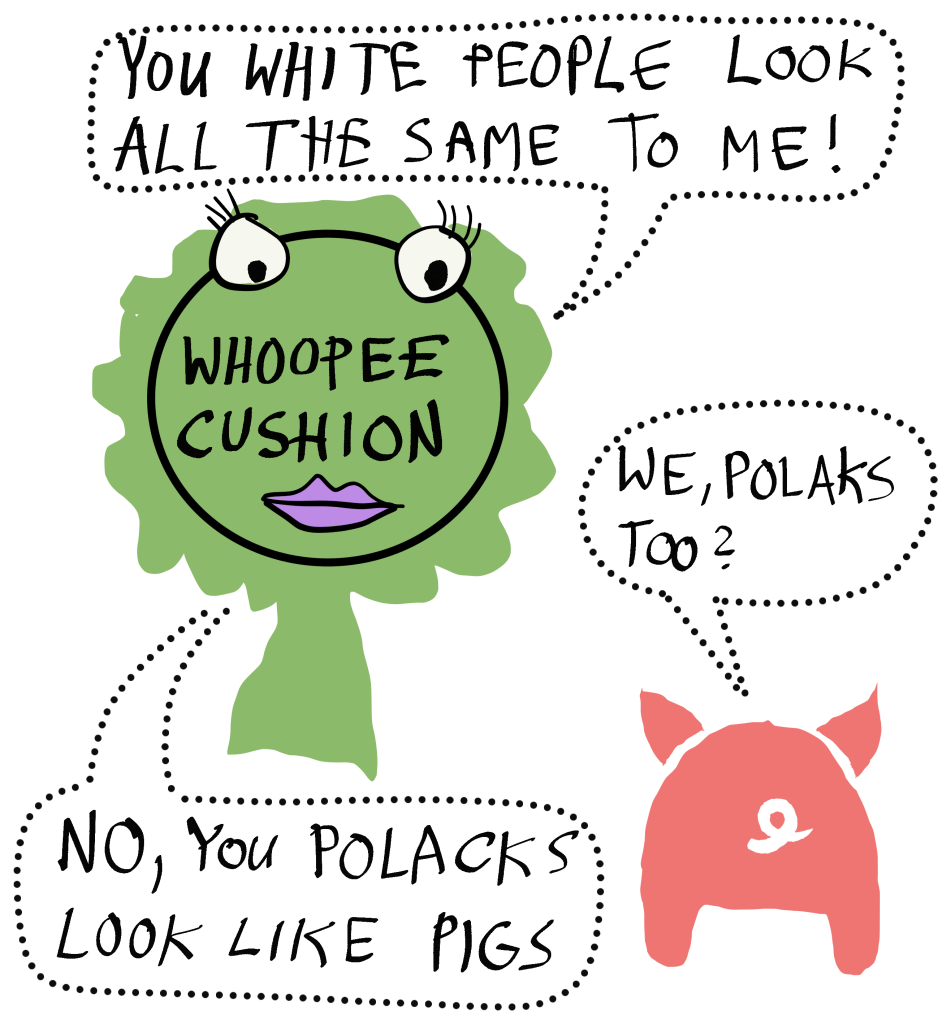 YOU WHITE PEOPLE LOOK
ALL THE SAME TO ME!
WHOOPEE
CUSHION
WE, POLAKS
TOO?
NO, YOU POLACKS
LOOK LIKE PIGS